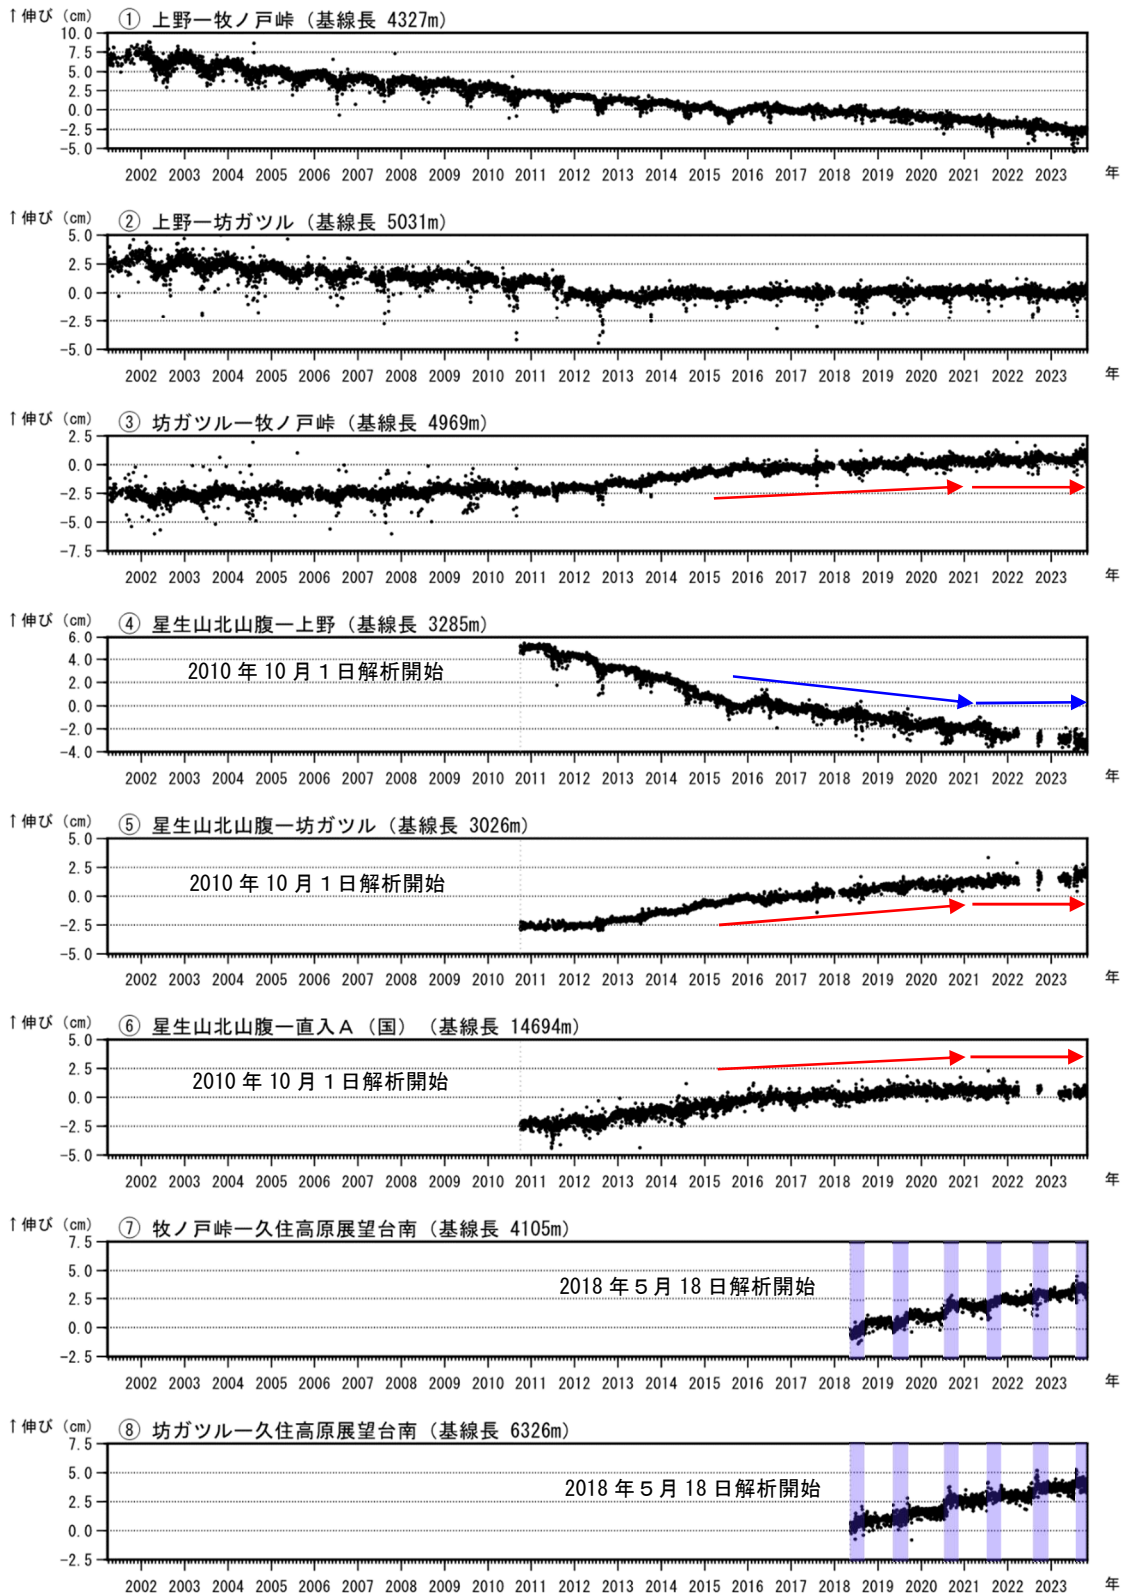 ↑伸び (cm) ① 上野ー牧ノ戸峠 (基線長 4327m)
10.0
7.5
5.0
2.5
0.0
-2.5
-5.0
2002 2003 2004 2005 2006 2007 2008 2009 2010 2011 2012 2013 2014 2015 2016 2017 2018 2019 2020 2021 2022 2023 年
↑伸び (cm) ② 上野ー坊ガツル (基線長 5031m)
5.0
2.5
0.0
-2.5
-5.0
2002 2003 2004 2005 2006 2007 2008 2009 2010 2011 2012 2013 2014 2015 2016 2017 2018 2019 2020 2021 2022 2023 年
↑伸び (cm) ③ 坊ガツルー牧ノ戸峠 (基線長 4969m)
2.5
0.0
-2.5
-5.0
-7.5
2002 2003 2004 2005 2006 2007 2008 2009 2010 2011 2012 2013 2014 2015 2016 2017 2018 2019 2020 2021 2022 2023 年
↑伸び (cm) ④ 星生山北山腹ー上野 (基線長 3285m)
6.0
4.0
2.0
0.0
-2.0
-4.0
2010 年 10 月 1 日解析開始
2002 2003 2004 2005 2006 2007 2008 2009 2010 2011 2012 2013 2014 2015 2016 2017 2018 2019 2020 2021 2022 2023 年
↑伸び (cm) ⑤ 星生山北山腹ー坊ガツル (基線長 3026m)
5.0
2.5
0.0
-2.5
-5.0
2010 年 10 月 1 日解析開始
2002 2003 2004 2005 2006 2007 2008 2009 2010 2011 2012 2013 2014 2015 2016 2017 2018 2019 2020 2021 2022 2023 年
↑伸び (cm) ⑥ 星生山北山腹ー直入A (国) (基線長 14694m)
5.0
2.5
0.0
-2.5
-5.0
2010 年 10 月 1 日解析開始
2002 2003 2004 2005 2006 2007 2008 2009 2010 2011 2012 2013 2014 2015 2016 2017 2018 2019 2020 2021 2022 2023 年
↑伸び (cm) ⑦ 牧ノ戸峠ー久住高原展望台南 (基線長 4105m)
7.5
5.0
2.5
0.0
-2.5
2018 年 5 月 18 日解析開始
2002 2003 2004 2005 2006 2007 2008 2009 2010 2011 2012 2013 2014 2015 2016 2017 2018 2019 2020 2021 2022 2023 年
↑伸び (cm) ⑧ 坊ガツルー久住高原展望台南 (基線長 6326m)
7.5
5.0
2.5
0.0
-2.5
2018 年 5 月 18 日解析開始
2002 2003 2004 2005 2006 2007 2008 2009 2010 2011 2012 2013 2014 2015 2016 2017 2018 2019 2020 2021 2022 2023 年